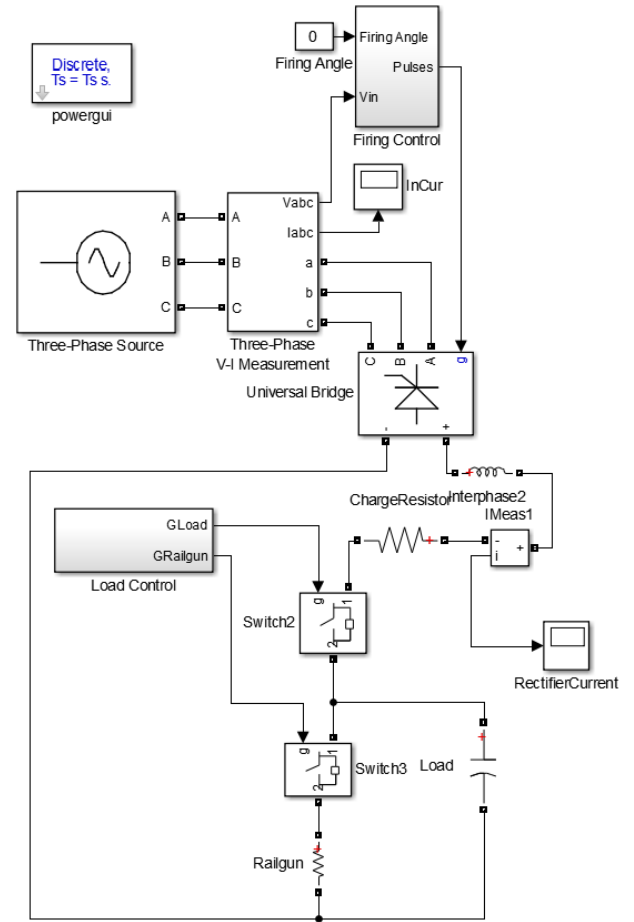 Discrete,
Ts = Ts s.
powergui
0
Firing Angle
Firing Angle
Pulses
Vin
Firing Control
InCur
A
B
C
Three-Phase Source
A
B
C
Vabc
Iabc
a
b
c
Three-Phase
V-I Measurement
C
B
A
g
-
+
Universal Bridge
+
Interphase2
ChargeResistor
+
IMeas1
-
+
i
RectifierCurrent
GLoad
GRailgun
Load Control
g
1
2
Switch2
g
1
2
Switch3
+
Load
+
Railgun